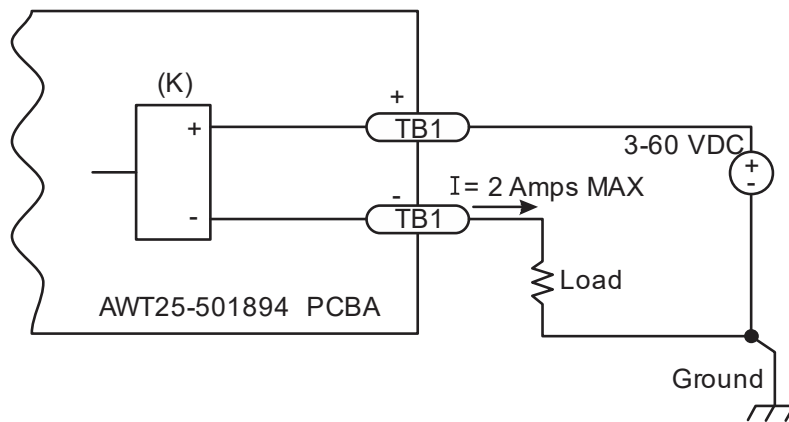 (K)
+
+
TB1
3-60 VDC
+
-
-
I = 2 Amps MAX
-
TB1
Load
AWT25-501894 PCBA
Ground